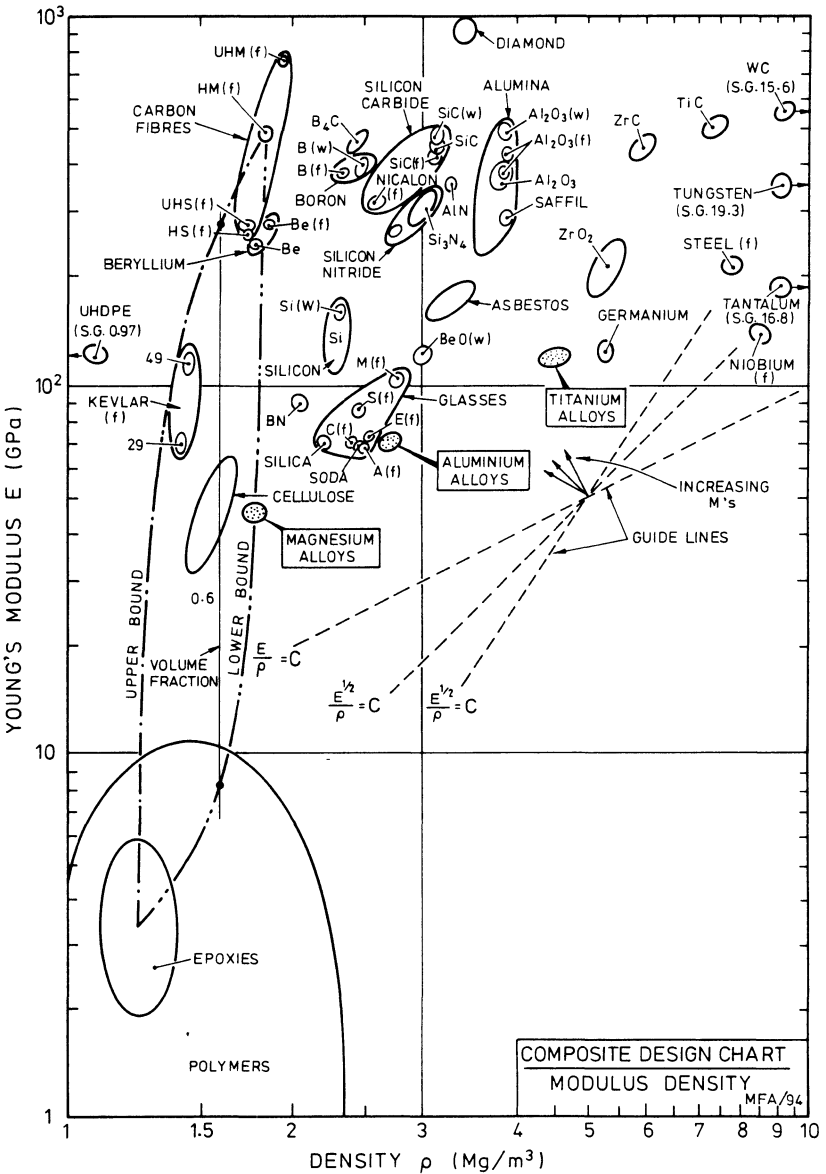 10³
UHM(f)
DIAMOND
HM(f)
CARBON
FIBRES
SILICON
CARBIDE
ALUMINA
WC
(S.G.15·6)
B₄C
SiC(w)
Al₂O₃(w)
ZrC
TiC
B(w)
SiC
Al₂O₃(f)
SiC(f)
B(f)
NICALON
(f)
BORON
AlN
Al₂O₃
TUNGSTEN
(S.G.19.3)
UHS(f)
Be(f)
SAFFIL
HS(f)
Be
Si₃N₄
ZrO₂
STEEL (f)
BERYLLIUM
SILICON
NITRIDE
UHDPE
(S.G. 0·97)
Si(W)
ASBESTOS
TANTALUM
(S.G.16·8)
Si
BeO(w)
GERMANIUM
49
SILICON
M(f)
NIOBIUM
(f)
10²
KEVLAR
(f)
BN
S(f)
GLASSES
TITANIUM
ALLOYS
29
C(f)
E(f)
SILICA
SODA
A(f)
ALUMINIUM
ALLOYS
CELLULOSE
INCREASING
M's
MAGNESIUM
ALLOYS
GUIDE LINES
0·6
UPPER BOUND
LOWER BOUND
VOLUME
FRACTION
E/ρ = C
E^1/2/ρ = C
E^1/2/ρ = C
10
EPOXIES
POLYMERS
COMPOSITE DESIGN CHART
MODULUS DENSITY
MFA/94
1
1
1.5
2
3
4
5
6
7
8
9
10
YOUNG'S MODULUS E (GPa)
DENSITY ρ (Mg/m³)